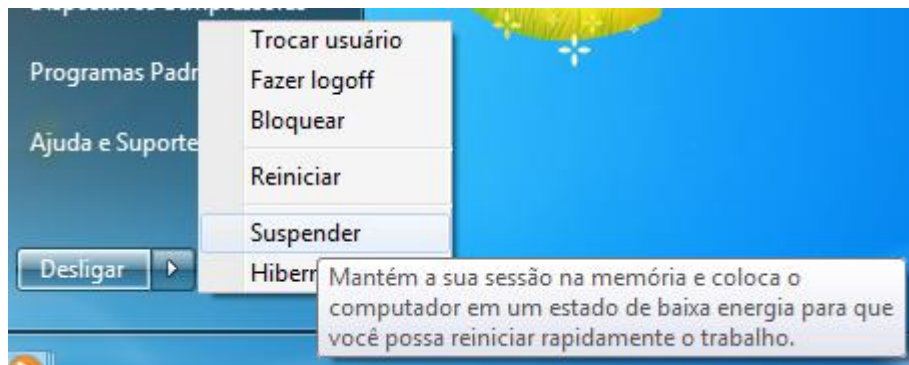 Trocar usuário
Programas Padr
Fazer logoff
Bloquear
Ajuda e Suporte
Reiniciar
Suspender
Desligar
Hibern
Mantém a sua sessão na memória e coloca o
computador em um estado de baixa energia para que
você possa reiniciar rapidamente o trabalho.